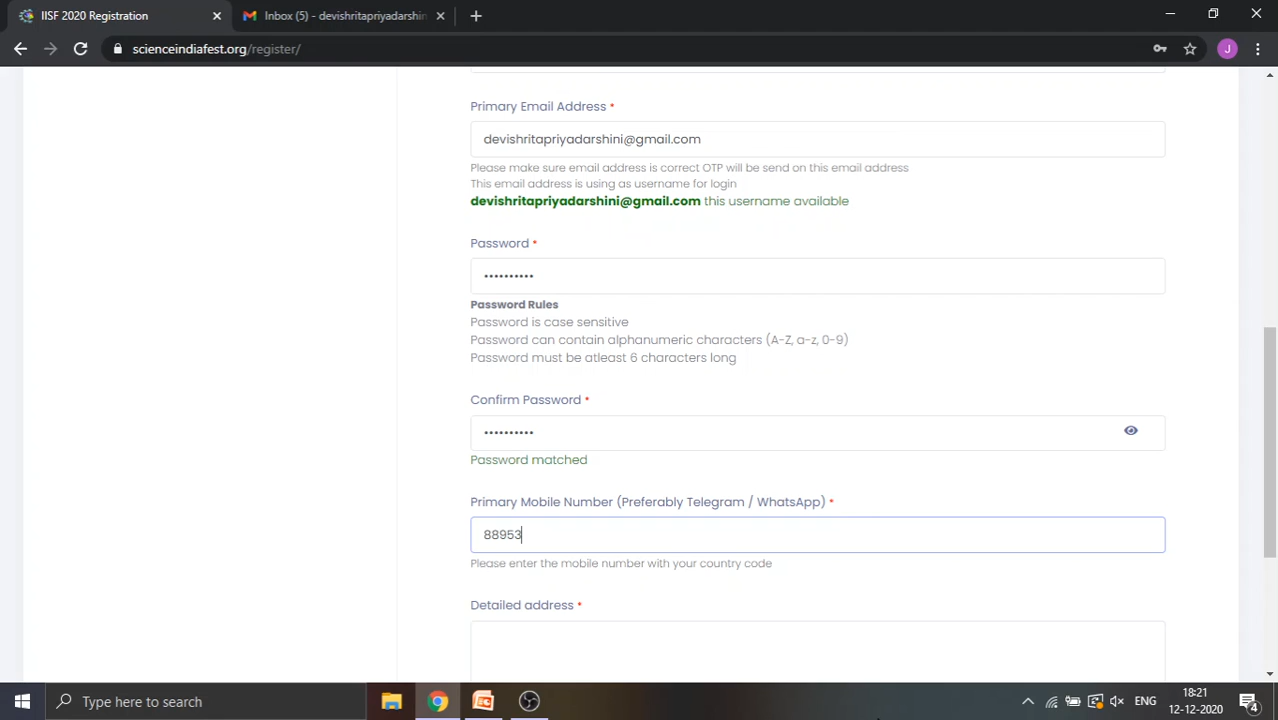 IISF 2020 Registration
Inbox (5) - devishritapriyadarshin
scienceindiafest.org/register/
J
Primary Email Address *
devishritapriyadarshini@gmail.com
Please make sure email address is correct OTP will be send on this email address
This email address is using as username for login
devishritapriyadarshini@gmail.com this username available
Password *
••••••••••
Password Rules
Password is case sensitive
Password can contain alphanumeric characters (A-Z, a-z, 0-9)
Password must be atleast 6 characters long
Confirm Password *
••••••••••
Password matched
Primary Mobile Number (Preferably Telegram / WhatsApp) *
88953
Please enter the mobile number with your country code
Detailed address *
Type here to search
ENG
18:21
12-12-2020
4